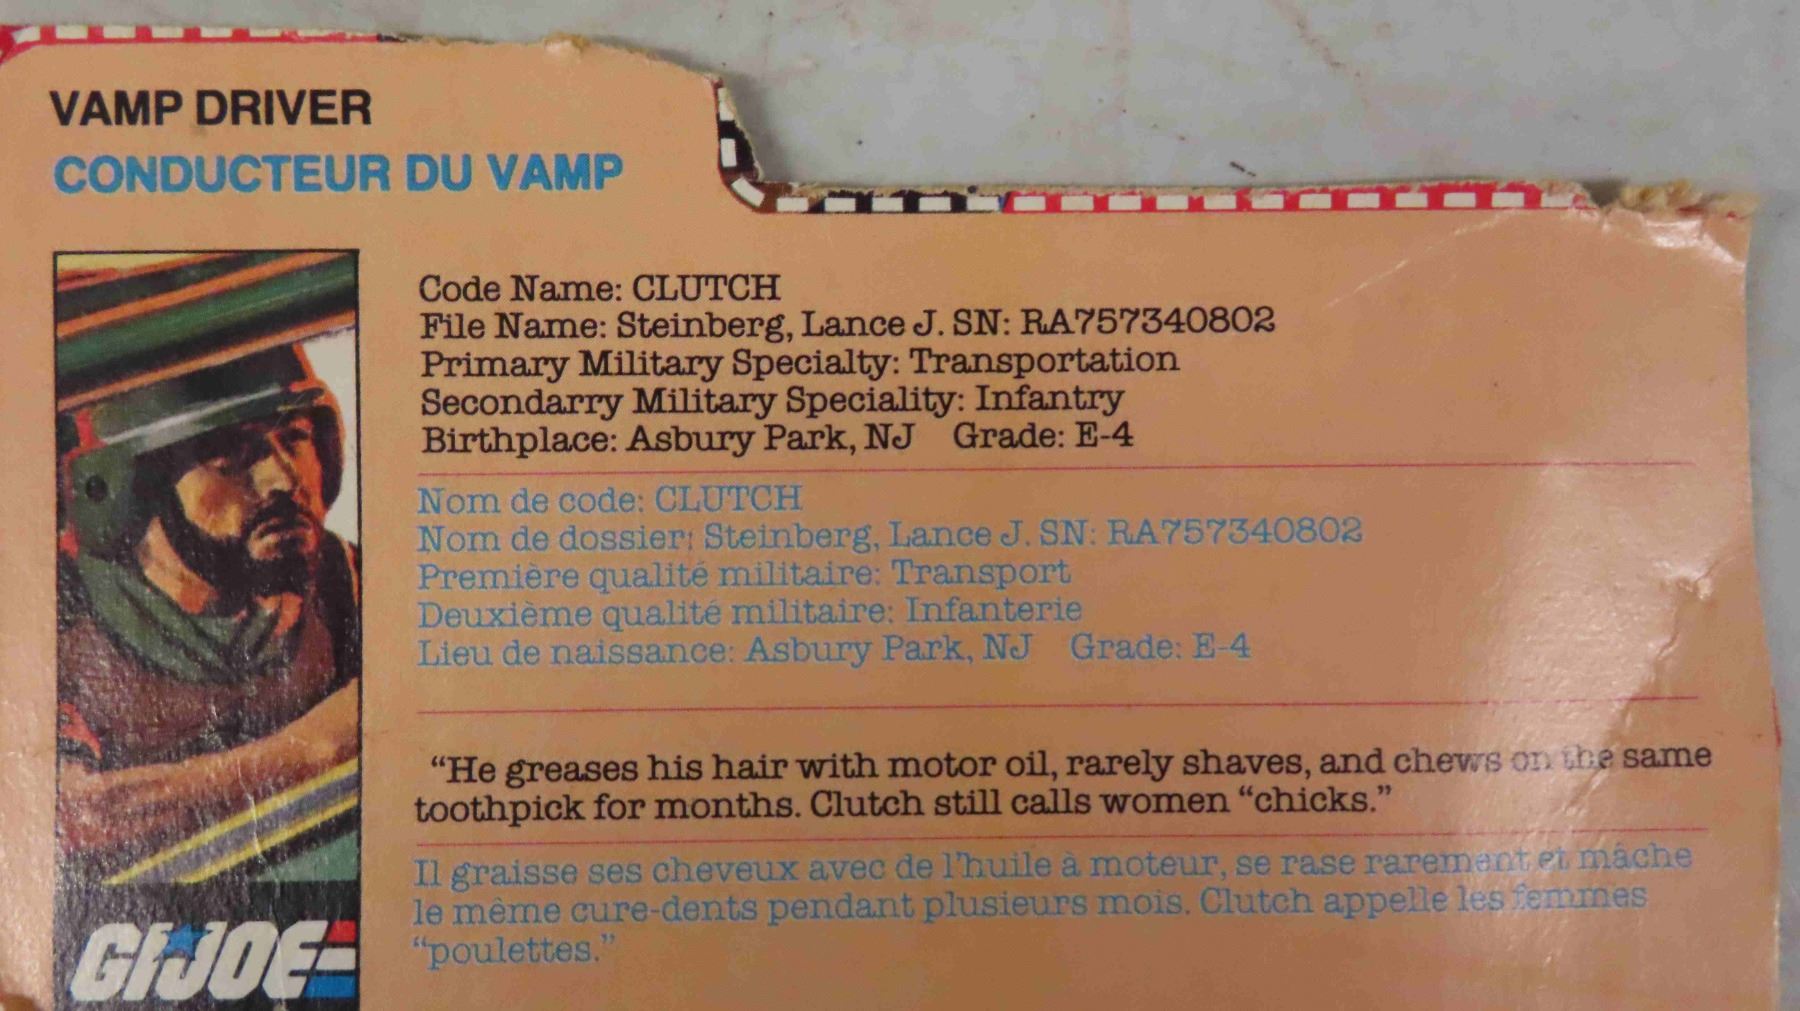 VAMP DRIVER
CONDUCTEUR DU VAMP
Code Name: CLUTCH
File Name: Steinberg, Lance J. SN: RA757340802
Primary Military Specialty: Transportation
Secondarry Military Speciality: Infantry
Birthplace: Asbury Park, NJ Grade: E-4
Nom de code: CLUTCH
Nom de dossier: Steinberg, Lance J. SN: RA757340802
Première qualité militaire: Transport
Deuxième qualité militaire: Infanterie
Lieu de naissance: Asbury Park, NJ Grade: E-4
“He greases his hair with motor oil, rarely shaves, and chews on the same
toothpick for months. Clutch still calls women “chicks.”
Il graisse ses cheveux avec de l’huile à moteur, se rase rarement et mâche
le même cure-dents pendant plusieurs mois. Clutch appelle les femmes
“poulettes.”
GI JOE